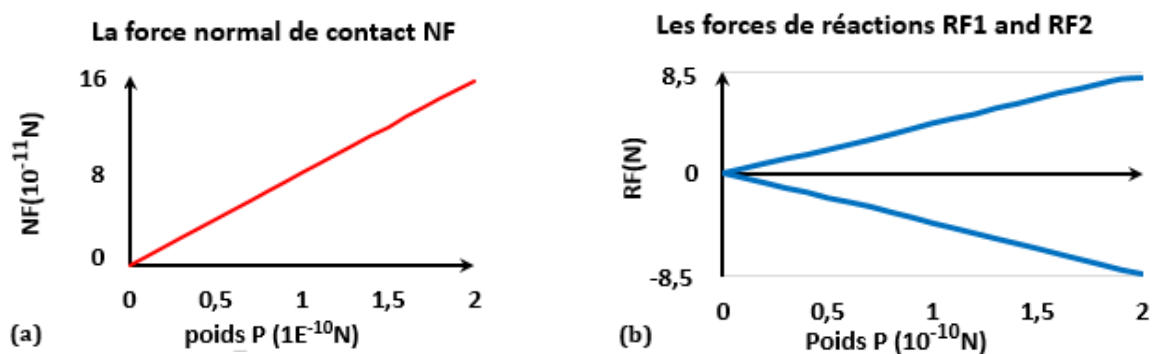 La force normal de contact NF
16
8
0
NF(10⁻¹¹N)
0 0,5 1 1,5 2
(a) poids P (1E⁻¹⁰N)
Les forces de réactions RF1 and RF2
8,5
0
-8,5
RF(N)
0 0,5 1 1,5 2
(b) Poids P (10⁻¹⁰N)